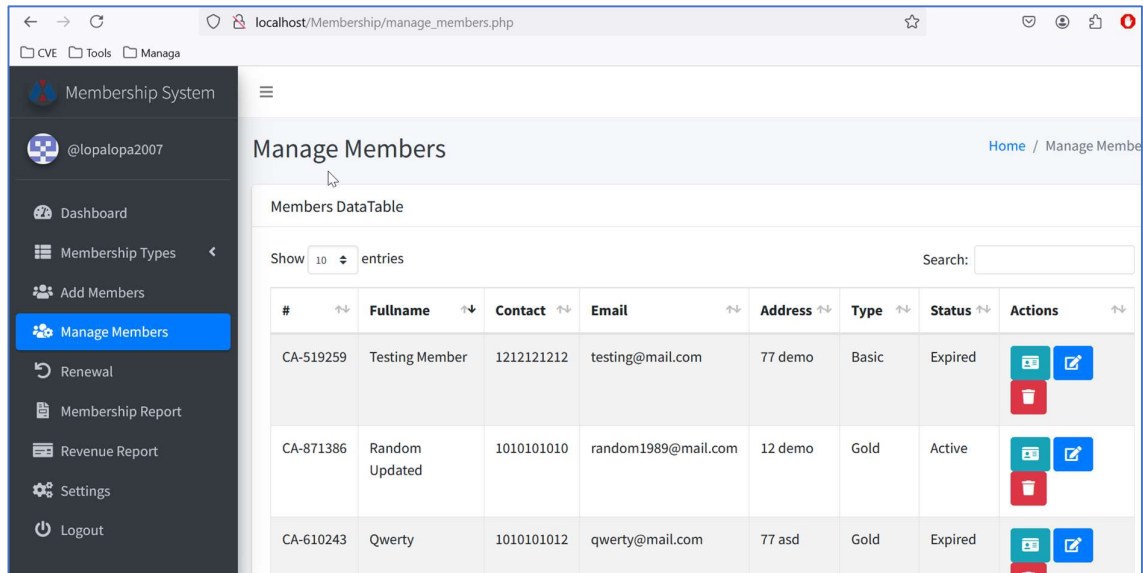 localhost/Membership/manage_members.php
CVE Tools Managa
Membership System
@lopalopa2007
Dashboard
Membership Types
Add Members
Manage Members
Renewal
Membership Report
Revenue Report
Settings
Logout
Manage Members
Home / Manage Membe
Members DataTable
Show 10 entries
Search:
# Fullname Contact Email Address Type Status Actions
CA-519259 Testing Member 1212121212 testing@mail.com 77 demo Basic Expired
CA-871386 Random 1010101010 random1989@mail.com 12 demo Gold Active
Updated
CA-610243 Qwerty 1010101012 qwerty@mail.com 77 asd Gold Expired